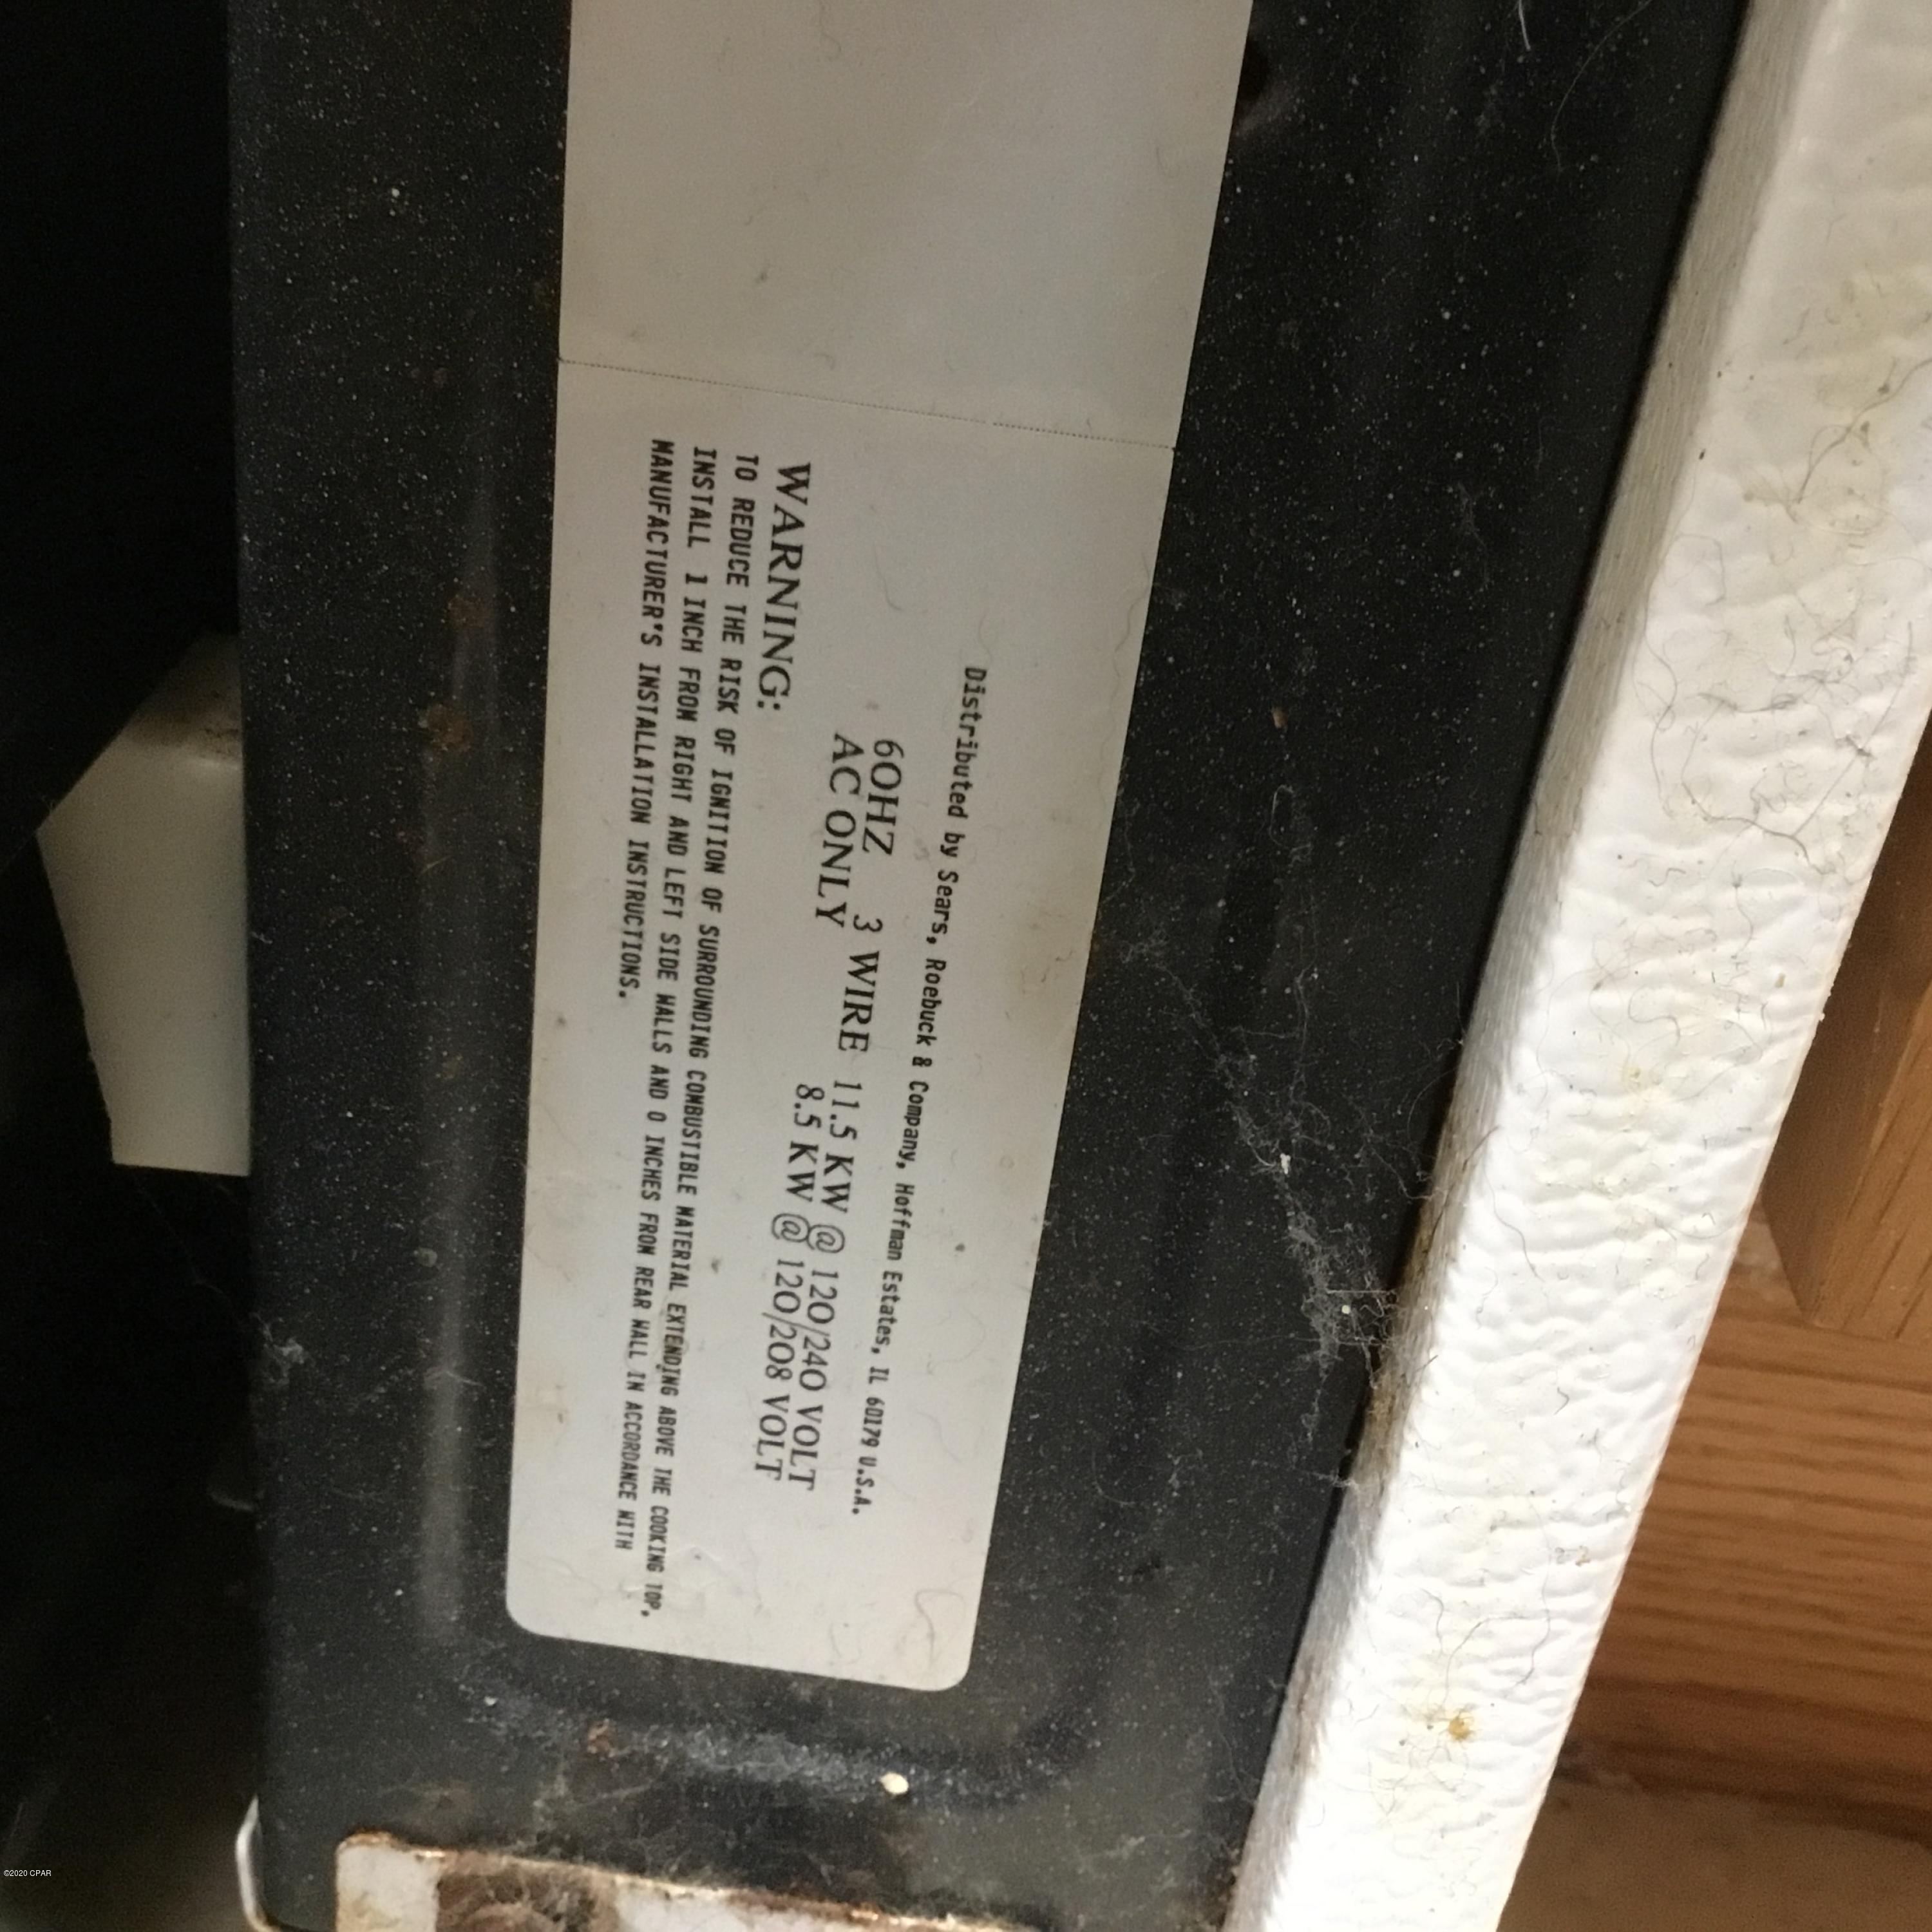 Distributed by Sears, Roebuck & Company, Hoffman Estates, IL 60179 U.S.A.
60HZ 3 WIRE 11.5 KW @ 120/240 VOLT
AC ONLY 8.5 KW @ 120/208 VOLT
WARNING:
TO REDUCE THE RISK OF IGNITION OF SURROUNDING COMBUSTIBLE MATERIAL EXTENDING ABOVE THE COOKING TOP,
INSTALL 1 INCH FROM RIGHT AND LEFT SIDE WALLS AND 0 INCHES FROM REAR WALL IN ACCORDANCE WITH
MANUFACTURER'S INSTALLATION INSTRUCTIONS.
©2020 CPAR